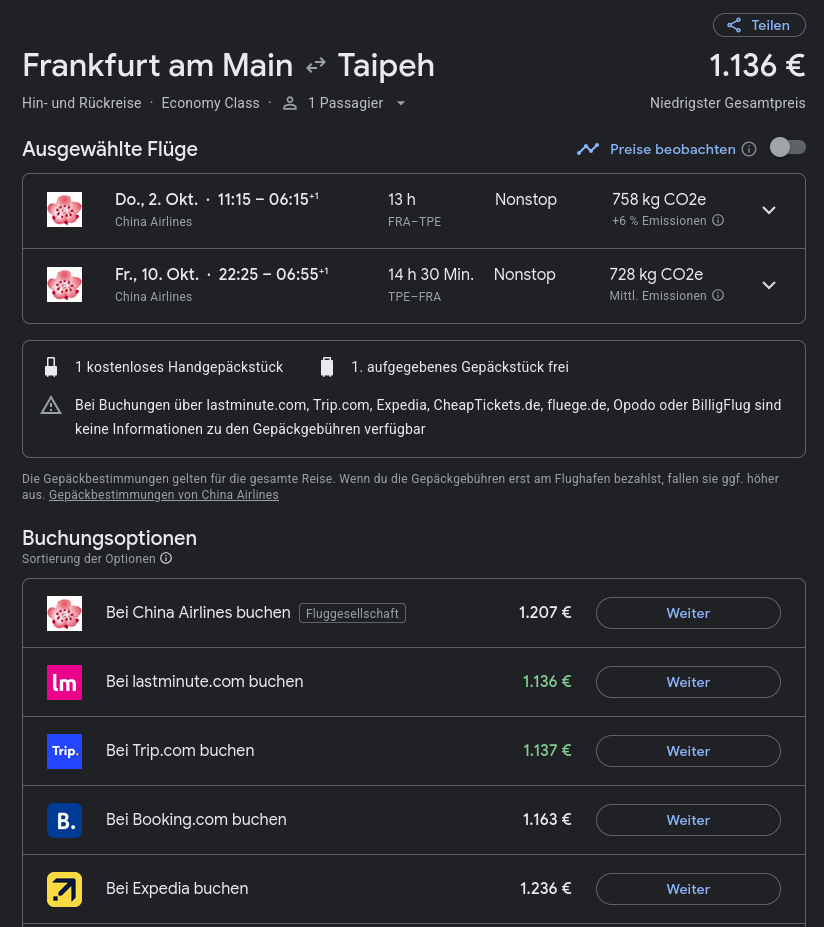 Teilen
Frankfurt am Main Taipeh
1.136 €
Hin- und Rückreise · Economy Class · 1 Passagier
Niedrigster Gesamtpreis
Ausgewählte Flüge
Preise beobachten
Do., 2. Okt. · 11:15 – 06:15+1
13 h
Nonstop
758 kg CO2e
China Airlines
FRA–TPE
+6 % Emissionen
Fr., 10. Okt. · 22:25 – 06:55+1
14 h 30 Min.
Nonstop
728 kg CO2e
China Airlines
TPE–FRA
Mittl. Emissionen
1 kostenloses Handgepäckstück
1. aufgegebenes Gepäckstück frei
Bei Buchungen über lastminute.com, Trip.com, Expedia, CheapTickets.de, fluege.de, Opodo oder BilligFlug sind
keine Informationen zu den Gepäckgebühren verfügbar
Die Gepäckbestimmungen gelten für die gesamte Reise. Wenn du die Gepäckgebühren erst am Flughafen bezahlst, fallen sie ggf. höher
aus. Gepäckbestimmungen von China Airlines
Buchungsoptionen
Sortierung der Optionen
Bei China Airlines buchen
Fluggesellschaft
1.207 €
Weiter
lm
Bei lastminute.com buchen
1.136 €
Weiter
Trip.
Bei Trip.com buchen
1.137 €
Weiter
B.
Bei Booking.com buchen
1.163 €
Weiter
Bei Expedia buchen
1.236 €
Weiter